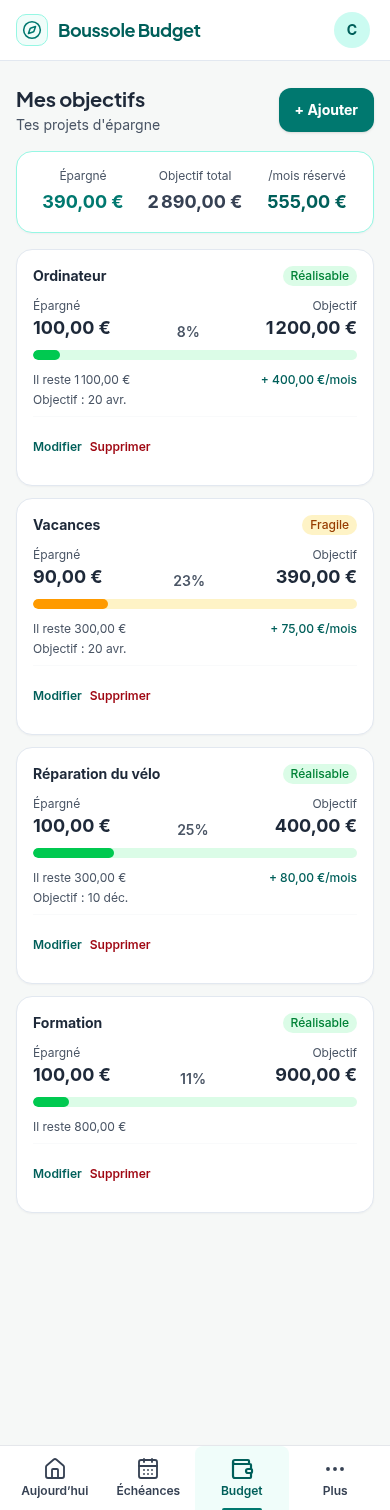 Boussole Budget
C
Mes objectifs
Tes projets d'épargne
+ Ajouter
Épargné Objectif total /mois réservé
390,00 € 2 890,00 € 555,00 €
Ordinateur Réalisable
Épargné Objectif
100,00 € 8% 1 200,00 €
Il reste 1 100,00 € + 400,00 €/mois
Objectif : 20 avr.
Modifier Supprimer
Vacances Fragile
Épargné Objectif
90,00 € 23% 390,00 €
Il reste 300,00 € + 75,00 €/mois
Objectif : 20 avr.
Modifier Supprimer
Réparation du vélo Réalisable
Épargné Objectif
100,00 € 25% 400,00 €
Il reste 300,00 € + 80,00 €/mois
Objectif : 10 déc.
Modifier Supprimer
Formation Réalisable
Épargné Objectif
100,00 € 11% 900,00 €
Il reste 800,00 €
Modifier Supprimer
Aujourd'hui Échéances Budget Plus